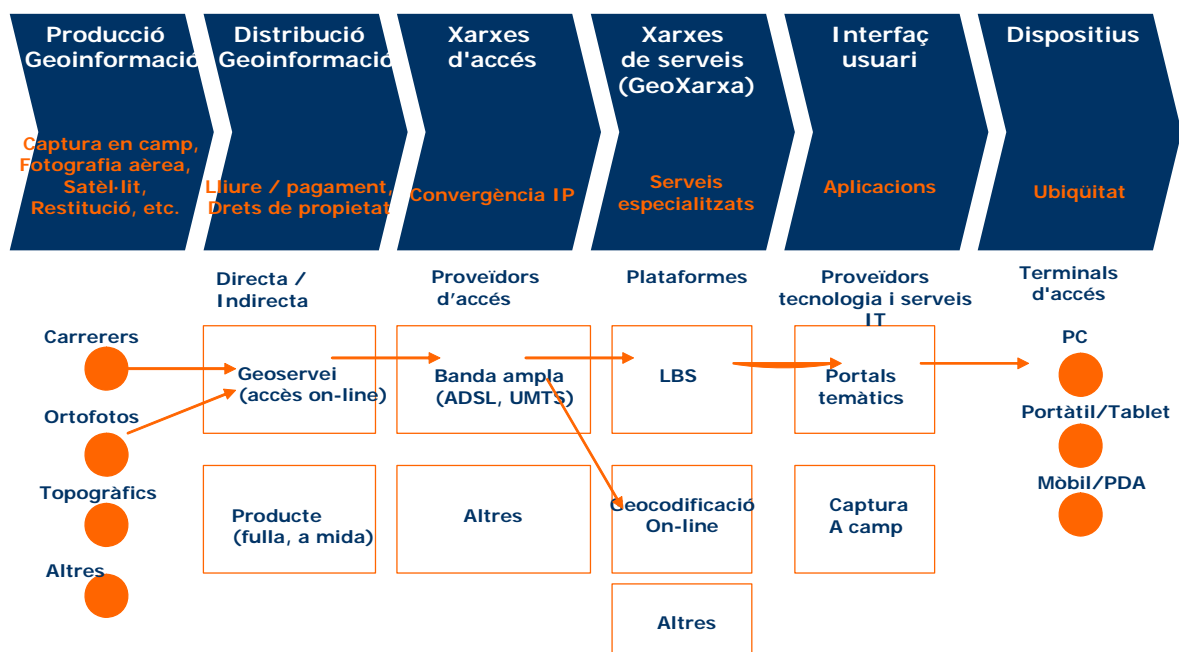 Producció
Geoinformació
Captura en camp,
Fotografia aèrea,
Satèl·lit,
Restitució, etc.
Distribució
Geoinformació
Lliure / pagament,
Drets de propietat
Xarxes
d'accés
Convergència IP
Xarxes
de serveis
(GeoXarxa)
Serveis
especialitzats
Interfaç
usuari
Aplicacions
Dispositius
Ubiqüitat
Directa /
Indirecta
Proveïdors
d’accés
Plataformes
Proveïdors
tecnologia i serveis
IT
Terminals
d'accés
Carrerers
Ortofotos
Topogràfics
Altres
Geoservei
(accès on-line)
Producte
(fulla, a mida)
Banda ampla
(ADSL, UMTS)
Altres
LBS
Geocodificació
On-line
Altres
Portals
temàtics
Captura
A camp
PC
Portàtil/Tablet
Mòbil/PDA